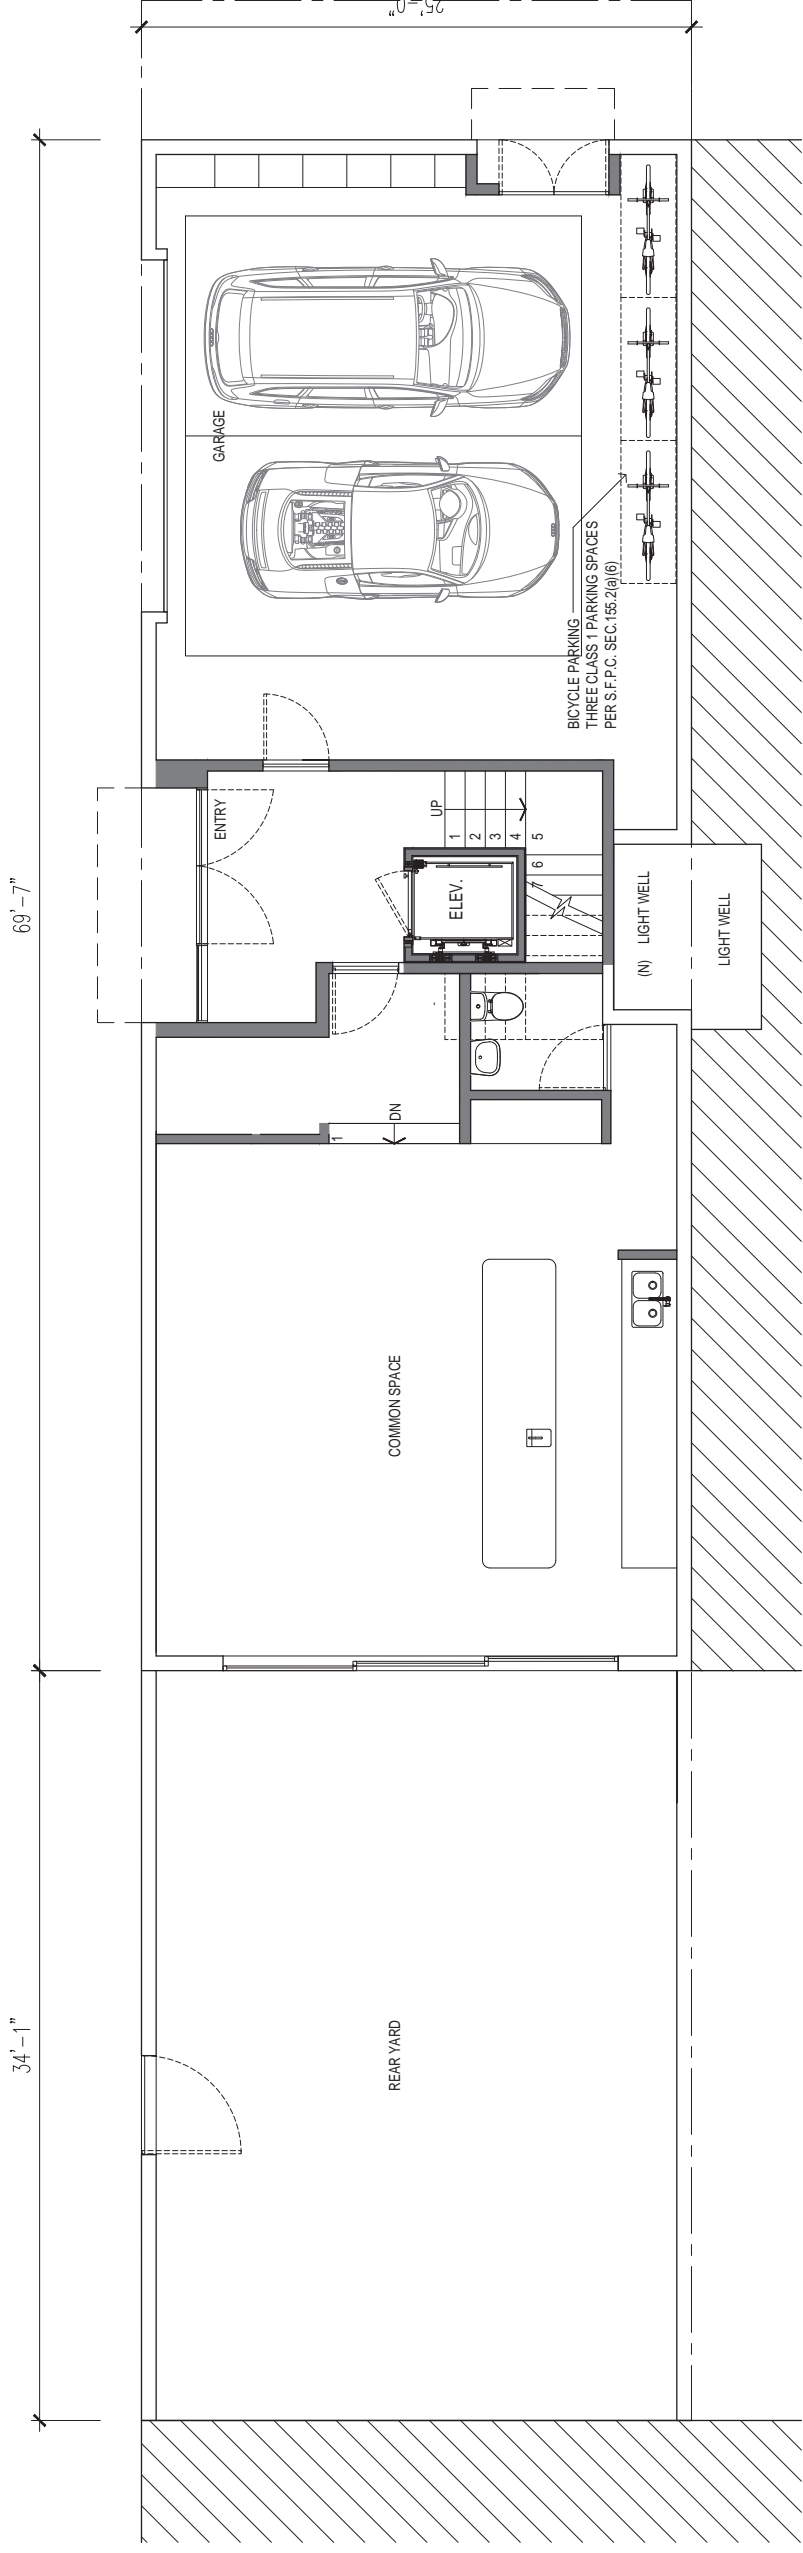 25'-0"
69'-7"
34'-1"
GARAGE
BICYCLE PARKING
THREE CLASS 1 PARKING SPACES
PER S.F.P.C. SEC.155.2(a)(6)
ENTRY
UP
1
2
3
4
5
6
7
ELEV.
(N) LIGHT WELL
LIGHT WELL
DN
1
COMMON SPACE
REAR YARD